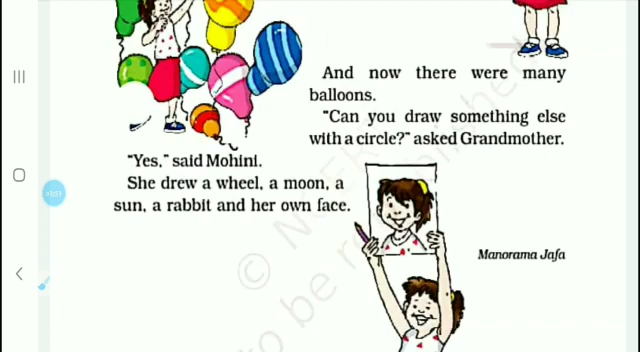 And now there were many
balloons.
"Can you draw something else
with a circle?" asked Grandmother.
"Yes," said Mohini.
She drew a wheel, a moon, a
sun, a rabbit and her own face.
Manorama Jafa